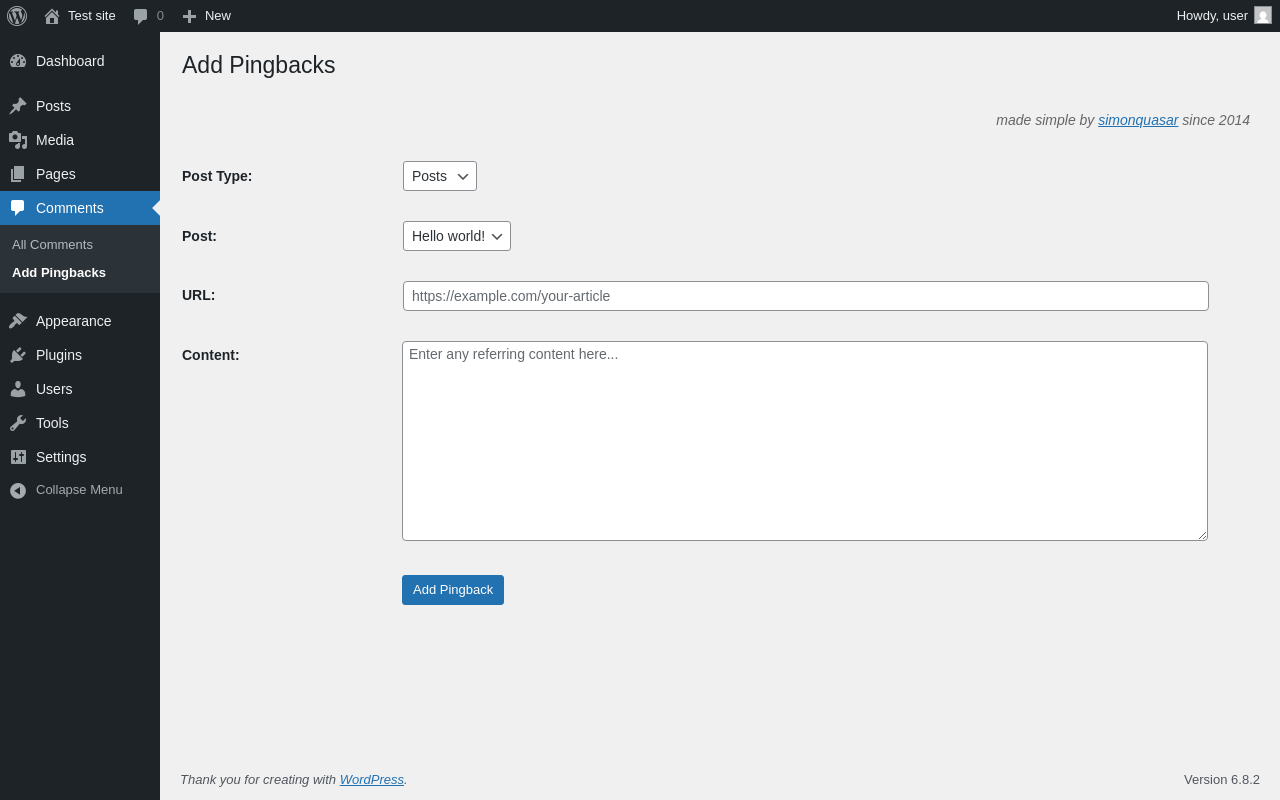 Test site
0
New
Howdy, user
Dashboard
Posts
Media
Pages
Comments
All Comments
Add Pingbacks
Appearance
Plugins
Users
Tools
Settings
Collapse Menu
Add Pingbacks
made simple by simonquasar since 2014
Post Type:
Posts
Post:
Hello world!
URL:
https://example.com/your-article
Content:
Enter any referring content here...
Add Pingback
Thank you for creating with WordPress.
Version 6.8.2